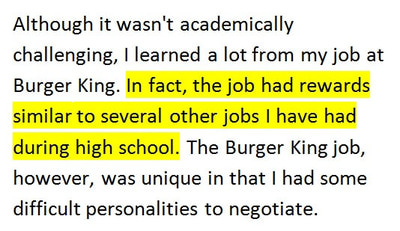 Although it wasn't academically
challenging, I learned a lot from my job at
Burger King. In fact, the job had rewards
similar to several other jobs I have had
during high school. The Burger King job,
however, was unique in that I had some
difficult personalities to negotiate.